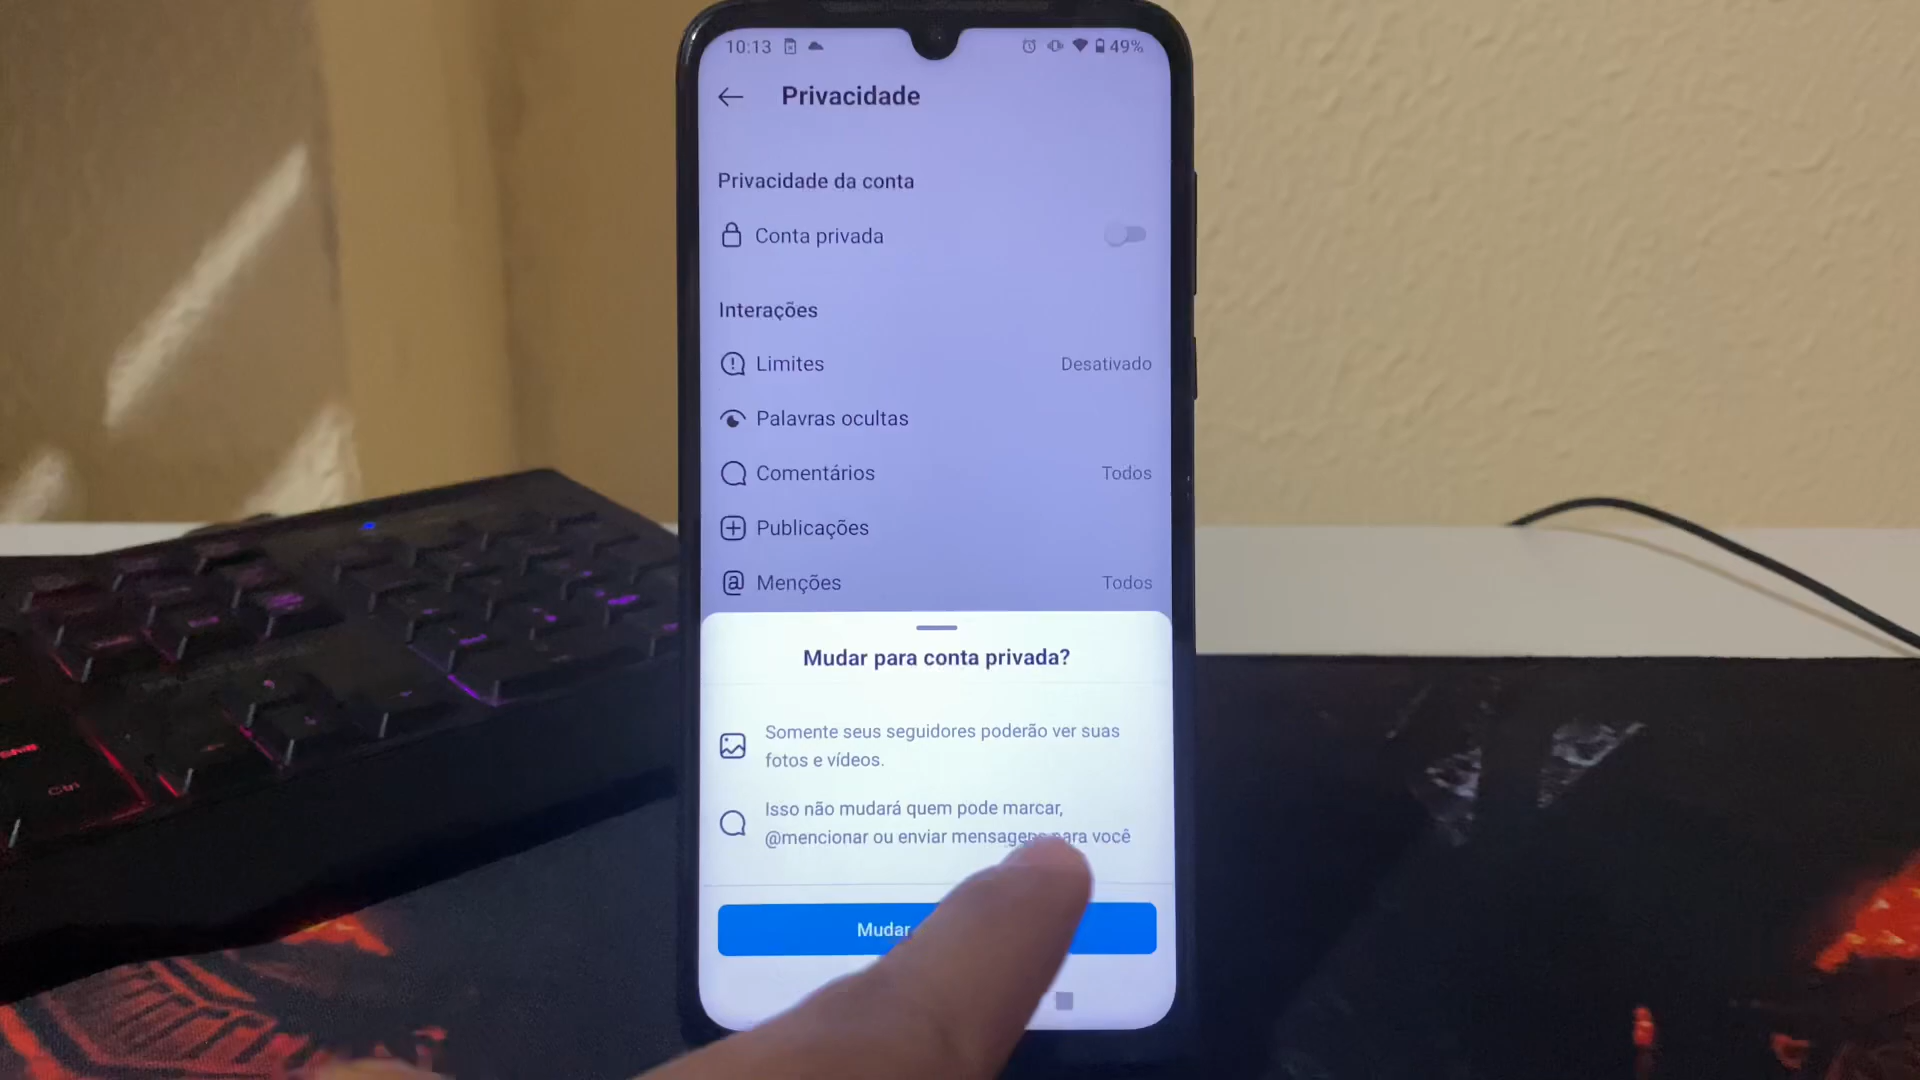 10:13 49%
Privacidade
Privacidade da conta
Conta privada
Interações
Limites Desativado
Palavras ocultas
Comentários Todos
Publicações
Menções Todos
Mudar para conta privada?
Somente seus seguidores poderão ver suas
fotos e vídeos.
Isso não mudará quem pode marcar,
@mencionar ou enviar mensagens para você
Mudar
Ctrl